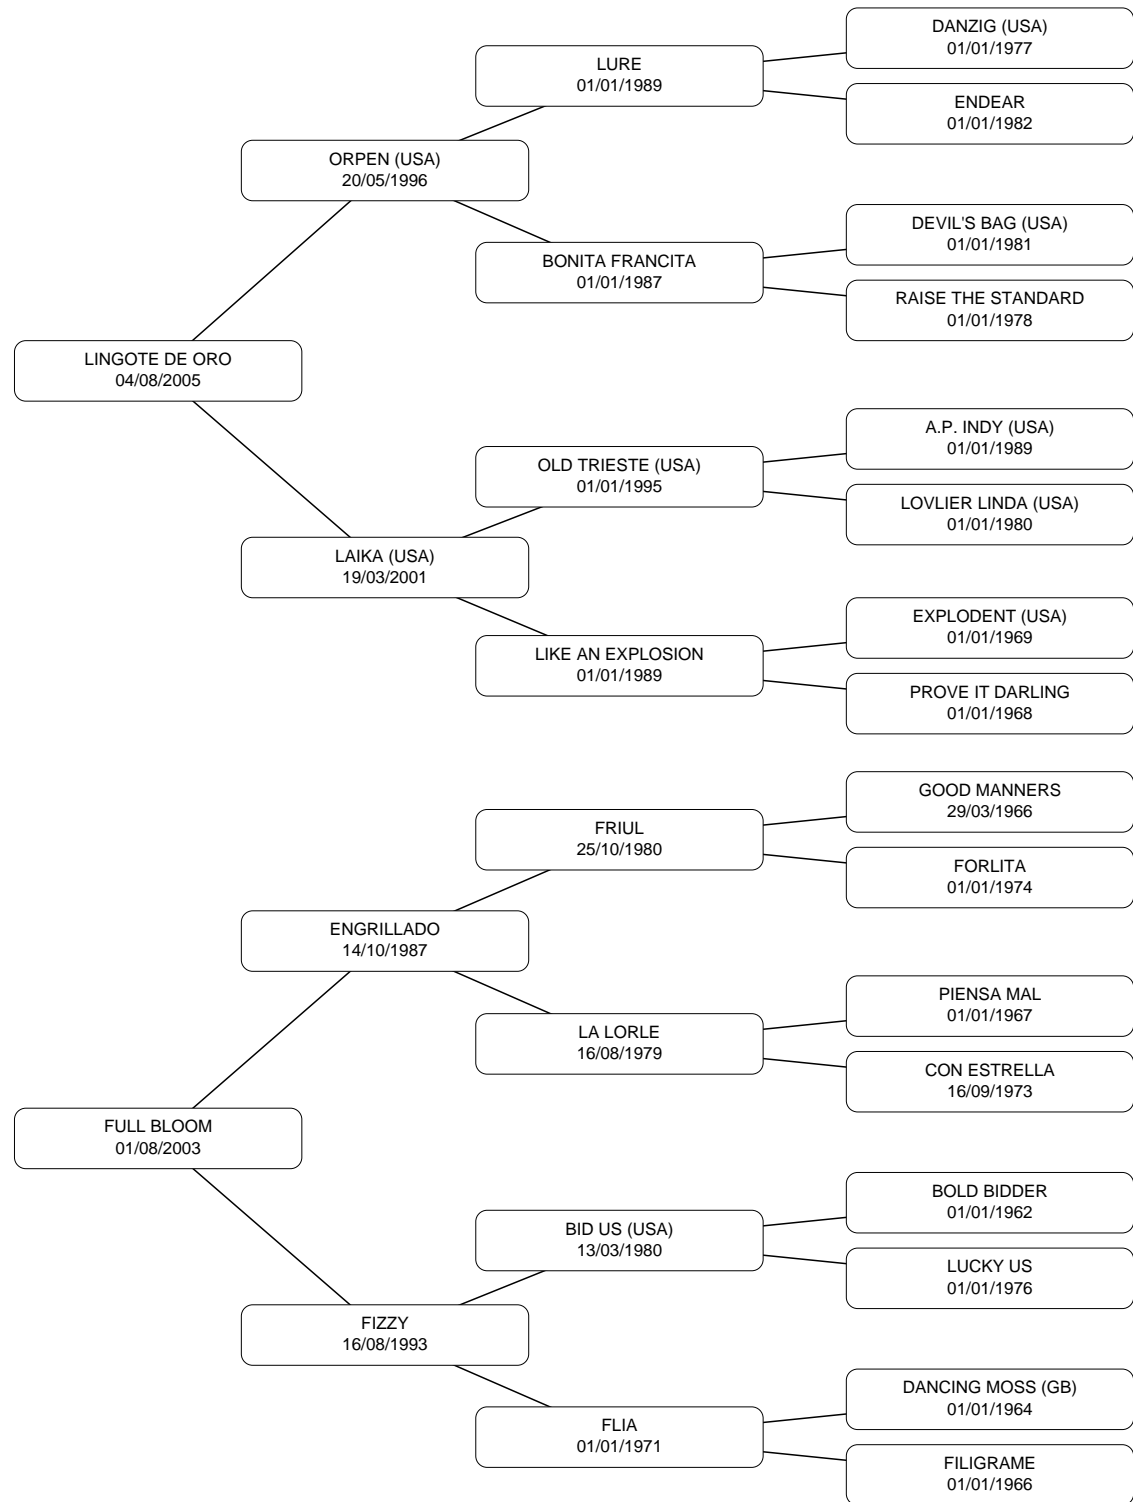 DANZIG (USA)
01/01/1977
LURE
01/01/1989
ENDEAR
01/01/1982
ORPEN (USA)
20/05/1996
DEVIL'S BAG (USA)
01/01/1981
BONITA FRANCITA
01/01/1987
RAISE THE STANDARD
01/01/1978
LINGOTE DE ORO
04/08/2005
A.P. INDY (USA)
01/01/1989
OLD TRIESTE (USA)
01/01/1995
LOVLIER LINDA (USA)
01/01/1980
LAIKA (USA)
19/03/2001
EXPLODENT (USA)
01/01/1969
LIKE AN EXPLOSION
01/01/1989
PROVE IT DARLING
01/01/1968
GOOD MANNERS
29/03/1966
FRIUL
25/10/1980
FORLITA
01/01/1974
ENGRILLADO
14/10/1987
PIENSA MAL
01/01/1967
LA LORLE
16/08/1979
CON ESTRELLA
16/09/1973
FULL BLOOM
01/08/2003
BOLD BIDDER
01/01/1962
BID US (USA)
13/03/1980
LUCKY US
01/01/1976
FIZZY
16/08/1993
DANCING MOSS (GB)
01/01/1964
FLIA
01/01/1971
FILIGRAME
01/01/1966